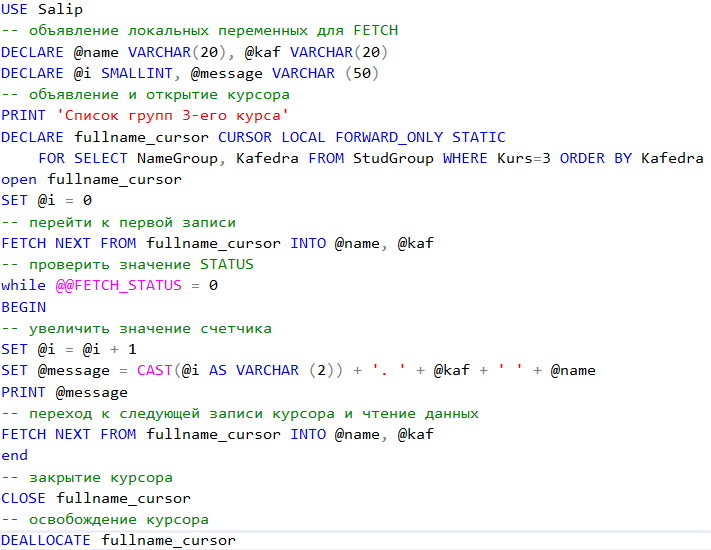 USE Salip
-- объявление локальных переменных для FETCH
DECLARE @name VARCHAR(20), @kaf VARCHAR(20)
DECLARE @i SMALLINT, @message VARCHAR (50)
-- объявление и открытие курсора
PRINT 'Список групп 3-его курса'
DECLARE fullname_cursor CURSOR LOCAL FORWARD_ONLY STATIC
    FOR SELECT NameGroup, Kafedra FROM StudGroup WHERE Kurs=3 ORDER BY Kafedra
open fullname_cursor
SET @i = 0
-- перейти к первой записи
FETCH NEXT FROM fullname_cursor INTO @name, @kaf
-- проверить значение STATUS
while @@FETCH_STATUS = 0
BEGIN
-- увеличить значение счетчика
SET @i = @i + 1
SET @message = CAST(@i AS VARCHAR (2)) + '. ' + @kaf + ' ' + @name
PRINT @message
-- переход к следующей записи курсора и чтение данных
FETCH NEXT FROM fullname_cursor INTO @name, @kaf
end
-- закрытие курсора
CLOSE fullname_cursor
-- освобождение курсора
DEALLOCATE fullname_cursor